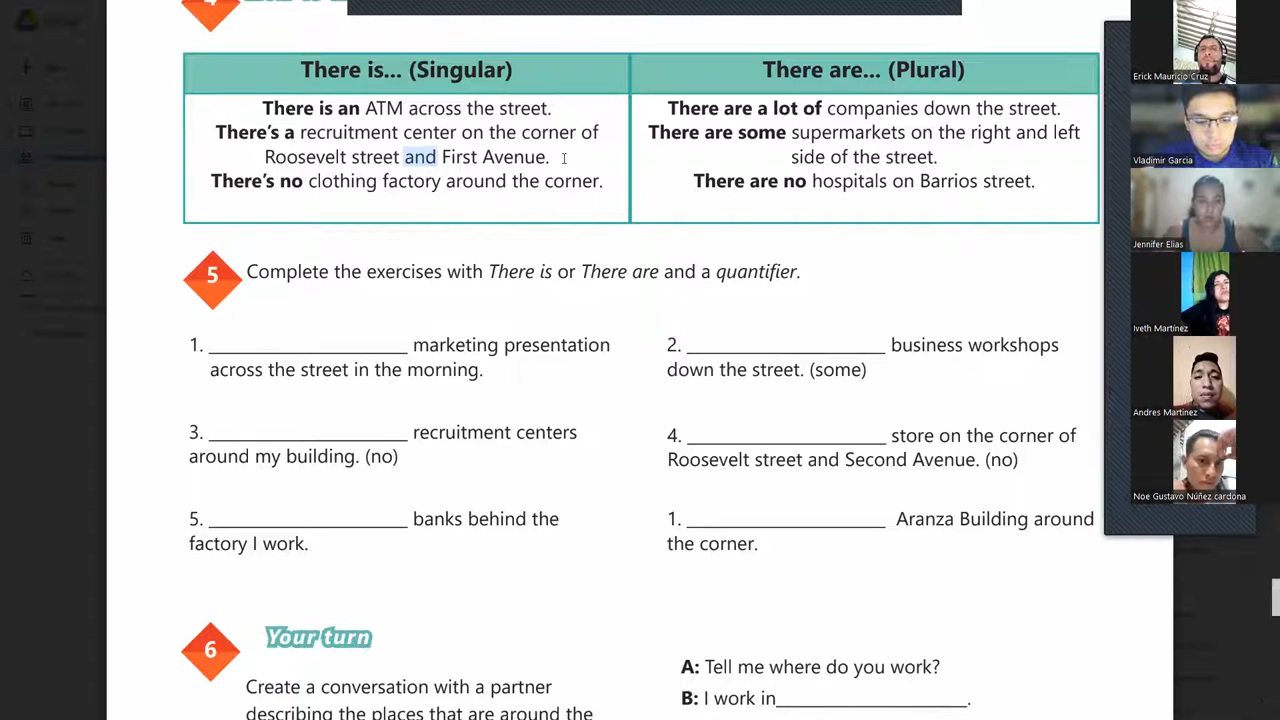 There is... (Singular)
There are... (Plural)
There is an ATM across the street.
There's a recruitment center on the corner of
Roosevelt street and First Avenue.
There's no clothing factory around the corner.
There are a lot of companies down the street.
There are some supermarkets on the right and left
side of the street.
There are no hospitals on Barrios street.
5
Complete the exercises with There is or There are and a quantifier.
1. ____________________ marketing presentation
across the street in the morning.
2. ____________________ business workshops
down the street. (some)
3. ____________________ recruitment centers
around my building. (no)
4. ____________________ store on the corner of
Roosevelt street and Second Avenue. (no)
5. ____________________ banks behind the
factory I work.
1. ____________________ Aranza Building around
the corner.
6
Your turn
Create a conversation with a partner
describing the places that are around the
A: Tell me where do you work?
B: I work in___________________.
Erick Mauricio Cruz
Vladimir Garcia
Jennifer Elias
Iveth Martínez
Andres Martinez
Noe Gustavo Núñez cardona